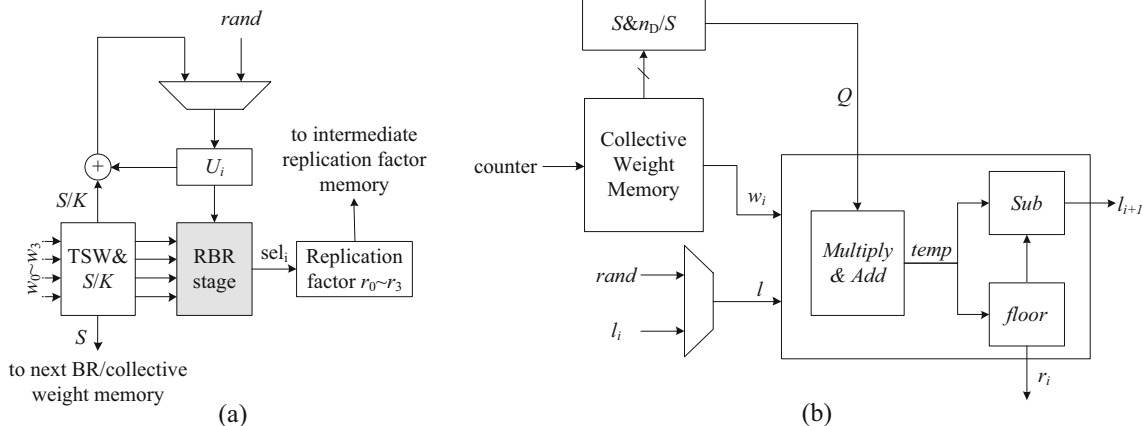 rand
to intermediate
replication factor
memory
+
U_i
S/K
w_0~w_3
TSW&
S/K
RBR
stage
sel_i
Replication
factor r_0~r_3
S
to next BR/collective
weight memory
(a)
S&n_D/S
Q
counter
Collective
Weight
Memory
w_i
rand
l_i
l
Multiply
& Add
temp
Sub
l_{i+1}
floor
r_i
(b)